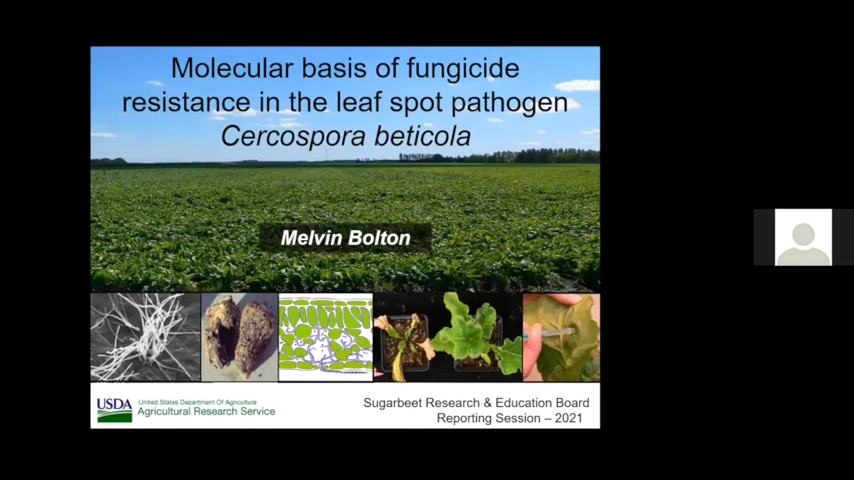 Molecular basis of fungicide
resistance in the leaf spot pathogen
Cercospora beticola
Melvin Bolton
USDA
United States Department Of Agriculture
Agricultural Research Service
Sugarbeet Research & Education Board
Reporting Session – 2021